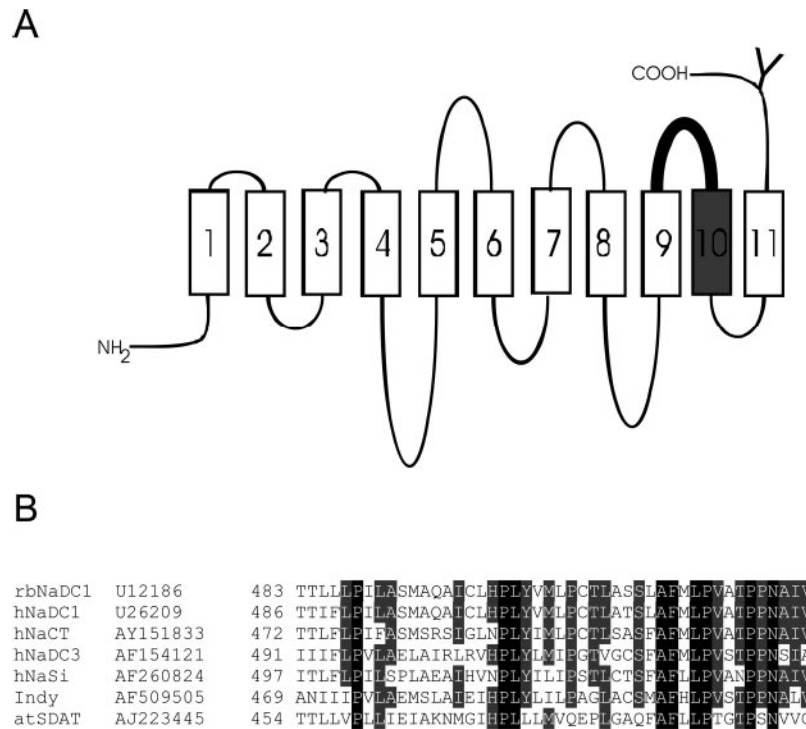 A
COOH
1 2 3 4 5 6 7 8 9 10 11
NH2
B
rbNaDC1 U12186 483 TTLLLPILASMAQAICLHPLYVMLPCTLASSLAFMLPVATPPNAIV
hNaDC1 U26209 486 TTIFLPILASMAQAICLHPLYVMLPCTLATSLAFMLPVATPPNAIV
hNaCT AY151833 472 TTLFLPIFASMSRSIGLNPLYIMLPCTLSASFAFMLPVATPPNAIV
hNaDC3 AF154121 491 IIIFLPVLAELAIRLRVHPLYLMIPGTVGCSFAFMLPVSTPPNSIA
hNaSi AF260824 497 ITLFLPILSPLAEAIHVNPLYILIPSTLCTSFAFLLPVANPPNAIV
Indy AF509505 469 ANIIIPVLAEMSLAIEIHPLYLILPAGLACSMAFHLPVSTPPNALV
atSDAT AJ223445 454 TTLLVPLLIEIAKNMGIHPLLLMVQEPLGAQFAFLLPTGTPSNVVG